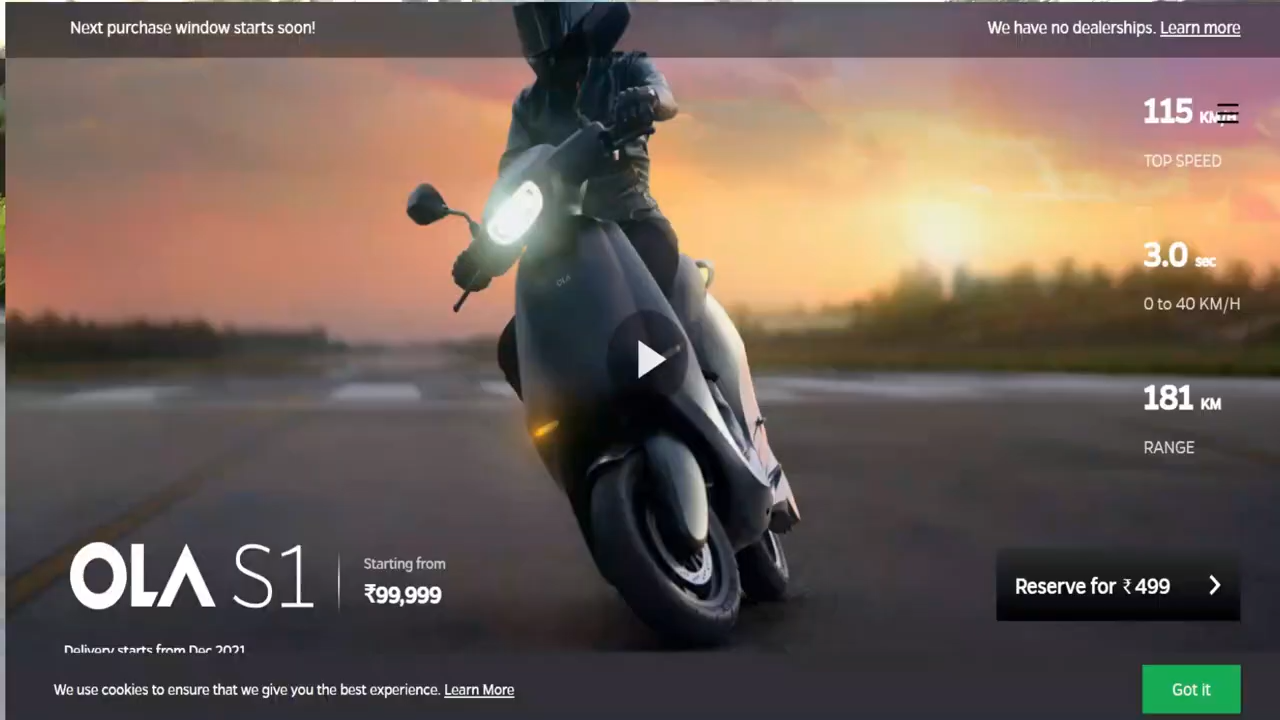 Next purchase window starts soon!
We have no dealerships. Learn more
115 KM/H
TOP SPEED
3.0 sec
0 to 40 KM/H
181 KM
RANGE
OLA
OLA S1
Starting from
₹99,999
Reserve for ₹ 499
Delivery starts from Dec 2021
We use cookies to ensure that we give you the best experience. Learn More
Got it